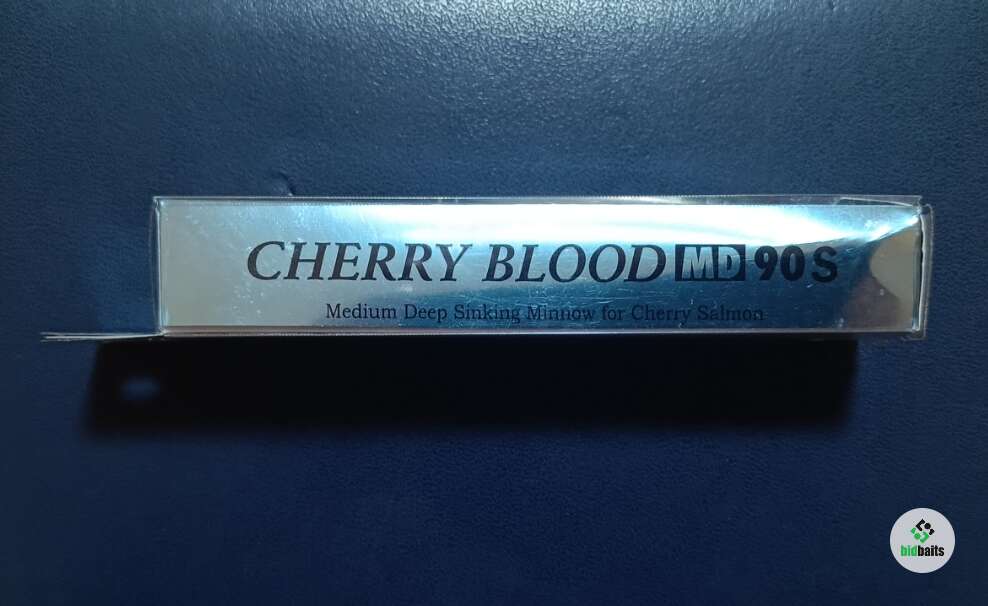 CHERRY BLOOD MD 90S
Medium Deep Sinking Minnow for Cherry Salmon
bidbaits